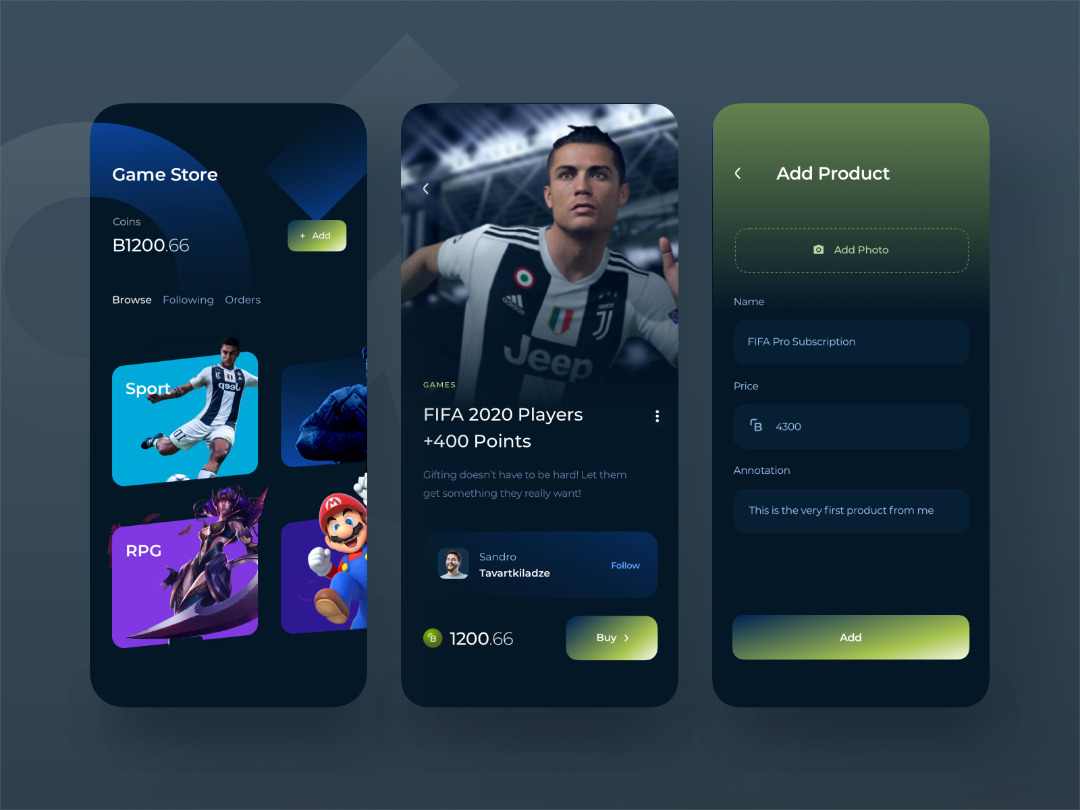 Game Store
Coins
B1200.66
+ Add
Browse Following Orders
Sport
Jeep
RPG
M
Jeep
GAMES
FIFA 2020 Players
+400 Points
Gifting doesn't have to be hard! Let them
get something they really want!
Sandro
Tavartkiladze
Follow
B
1200.66
Buy
Add Product
Add Photo
Name
FIFA Pro Subscription
Price
B 4300
Annotation
This is the very first product from me
Add